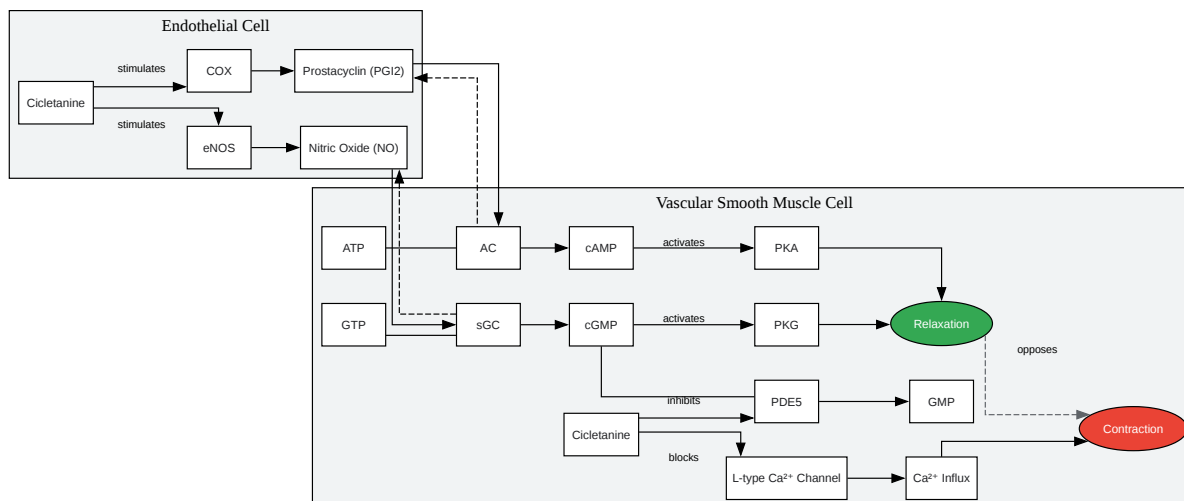 Endothelial Cell
stimulates
COX
Prostacyclin (PGI2)
Cicletanine
stimulates
eNOS
Nitric Oxide (NO)
Vascular Smooth Muscle Cell
ATP
AC
cAMP
activates
PKA
GTP
sGC
cGMP
activates
PKG
Relaxation
opposes
inhibits
PDE5
GMP
Cicletanine
Contraction
blocks
L-type Ca²⁺ Channel
Ca²⁺ Influx